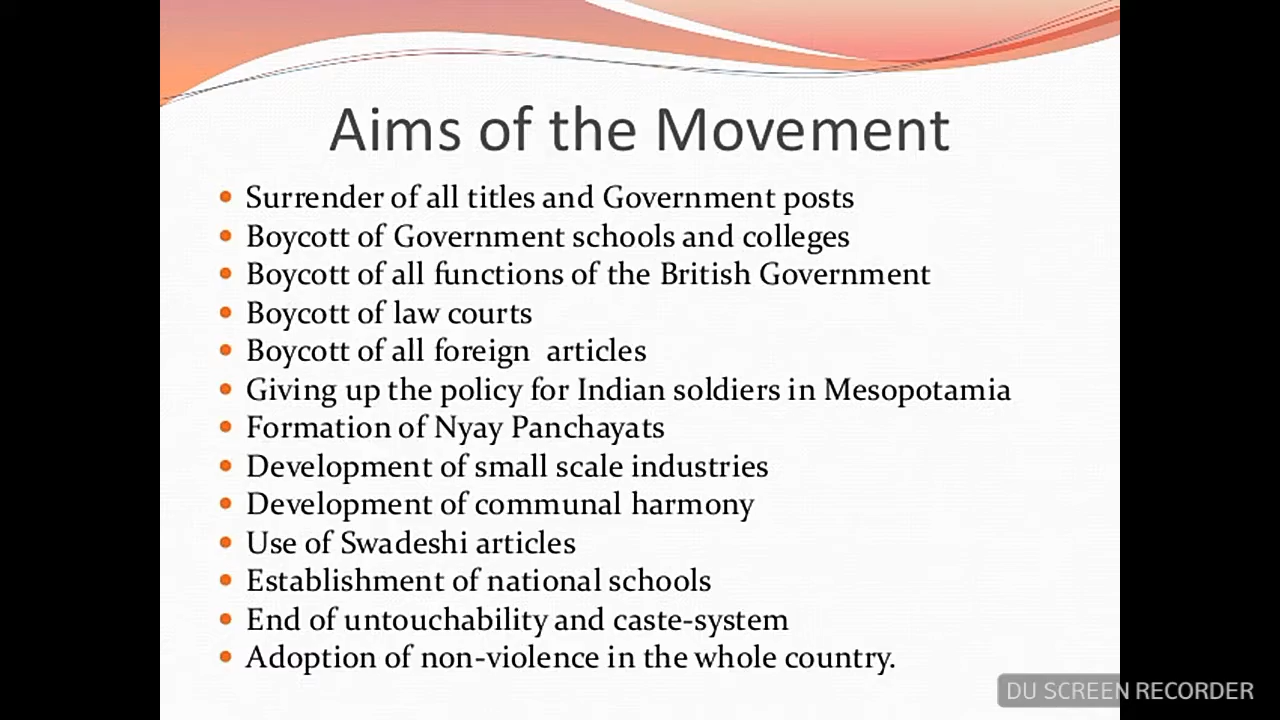 Aims of the Movement
• Surrender of all titles and Government posts
• Boycott of Government schools and colleges
• Boycott of all functions of the British Government
• Boycott of law courts
• Boycott of all foreign  articles
• Giving up the policy for Indian soldiers in Mesopotamia
• Formation of Nyay Panchayats
• Development of small scale industries
• Development of communal harmony
• Use of Swadeshi articles
• Establishment of national schools
• End of untouchability and caste-system
• Adoption of non-violence in the whole country.
DU SCREEN RECORDER